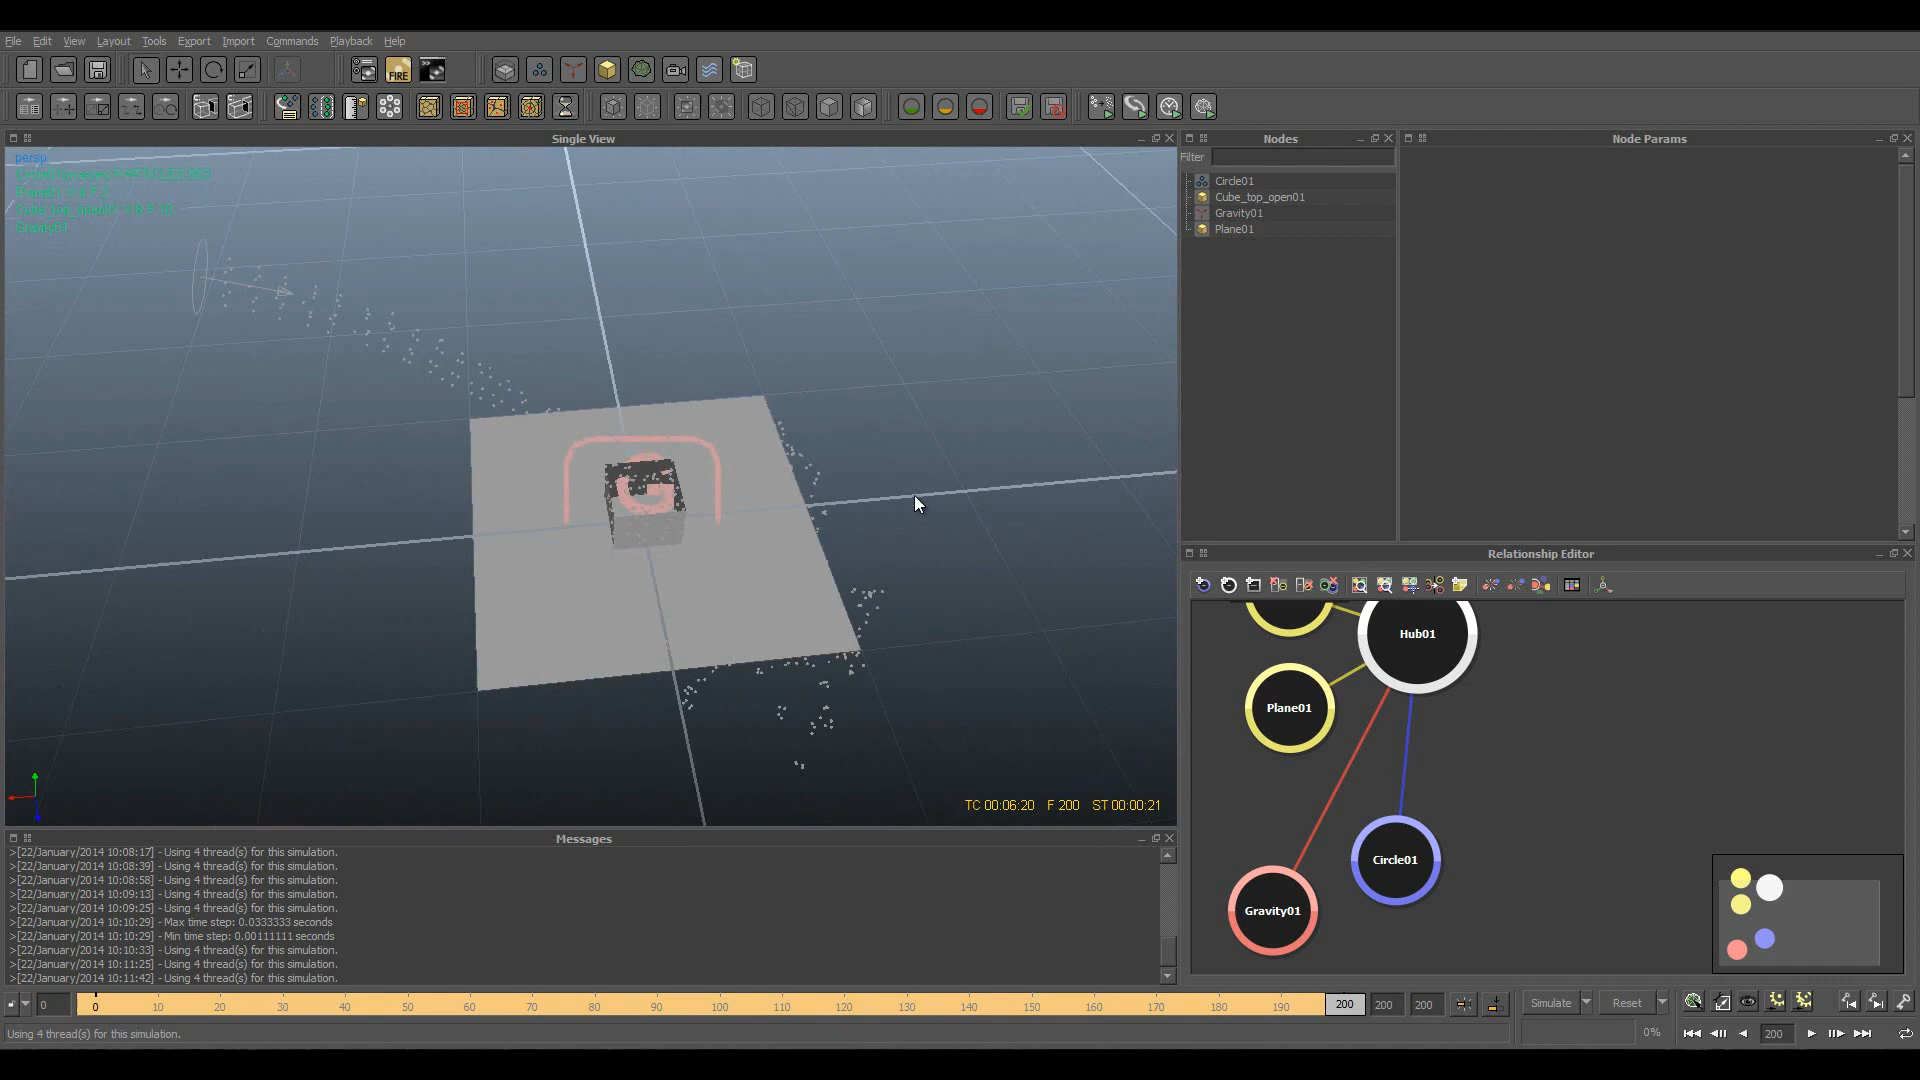 File Edit View Layout Tools Export Import Commands Playback Help
FIRE
Single View
Nodes
Node Params
persp
Filter
Circle01
Cube_top_open01
Gravity01
Plane01
Gravity01
G
TC 00:06:20 F 200 ST 00:00:21
Relationship Editor
Hub01
Plane01
Circle01
Gravity01
Messages
>[22/January/2014 10:08:17] - Using 4 thread(s) for this simulation.
>[22/January/2014 10:08:39] - Using 4 thread(s) for this simulation.
>[22/January/2014 10:08:58] - Using 4 thread(s) for this simulation.
>[22/January/2014 10:09:13] - Using 4 thread(s) for this simulation.
>[22/January/2014 10:09:25] - Using 4 thread(s) for this simulation.
>[22/January/2014 10:10:29] - Max time step: 0.0333333 seconds
>[22/January/2014 10:10:29] - Min time step: 0.00111111 seconds
>[22/January/2014 10:10:33] - Using 4 thread(s) for this simulation.
>[22/January/2014 10:11:25] - Using 4 thread(s) for this simulation.
>[22/January/2014 10:11:42] - Using 4 thread(s) for this simulation.
0 0 10 20 30 40 50 60 70 80 90 100 110 120 130 140 150 160 170 180 190 200 200 200
Simulate Reset
Using 4 thread(s) for this simulation.
0% 200